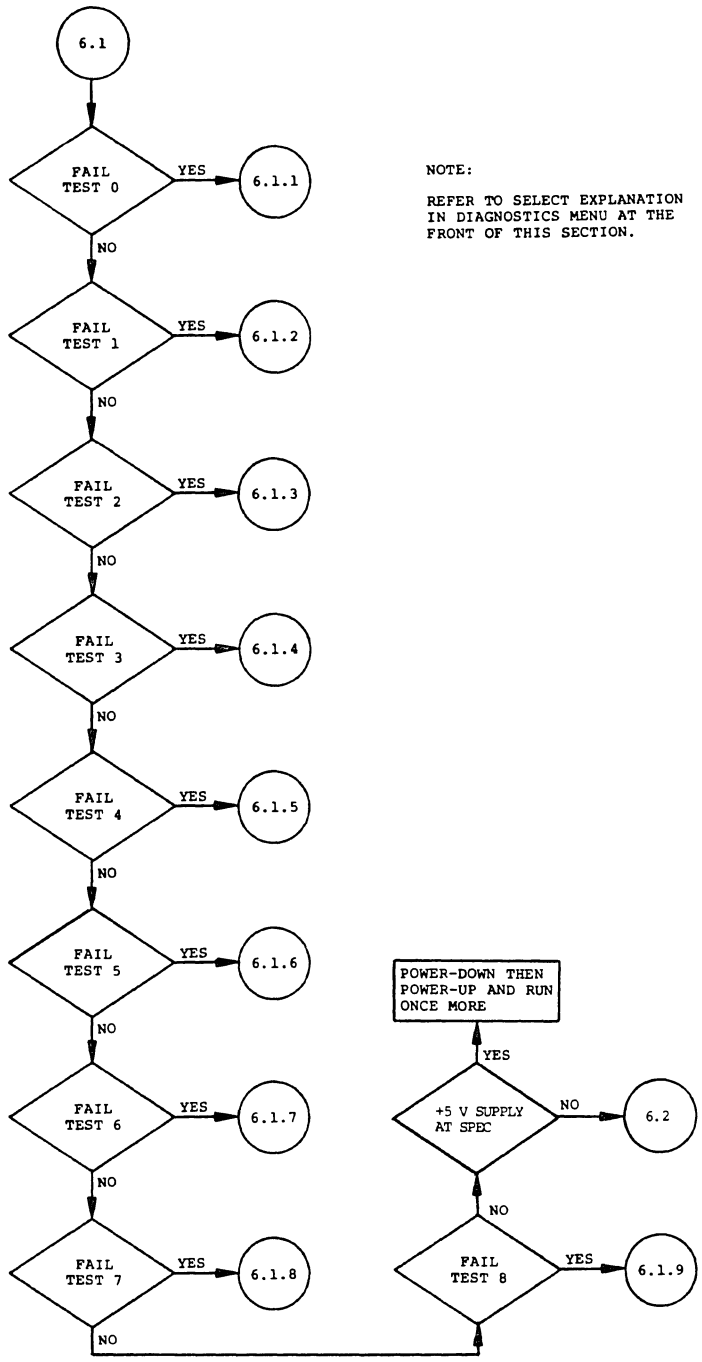 6.1
FAIL
TEST 0
YES
6.1.1
NO
NOTE:
REFER TO SELECT EXPLANATION
IN DIAGNOSTICS MENU AT THE
FRONT OF THIS SECTION.
FAIL
TEST 1
YES
6.1.2
NO
FAIL
TEST 2
YES
6.1.3
NO
FAIL
TEST 3
YES
6.1.4
NO
FAIL
TEST 4
YES
6.1.5
NO
FAIL
TEST 5
YES
6.1.6
NO
FAIL
TEST 6
YES
6.1.7
NO
FAIL
TEST 7
YES
6.1.8
NO
FAIL
TEST 8
YES
6.1.9
NO
+5 V SUPPLY
AT SPEC
NO
6.2
YES
POWER-DOWN THEN
POWER-UP AND RUN
ONCE MORE